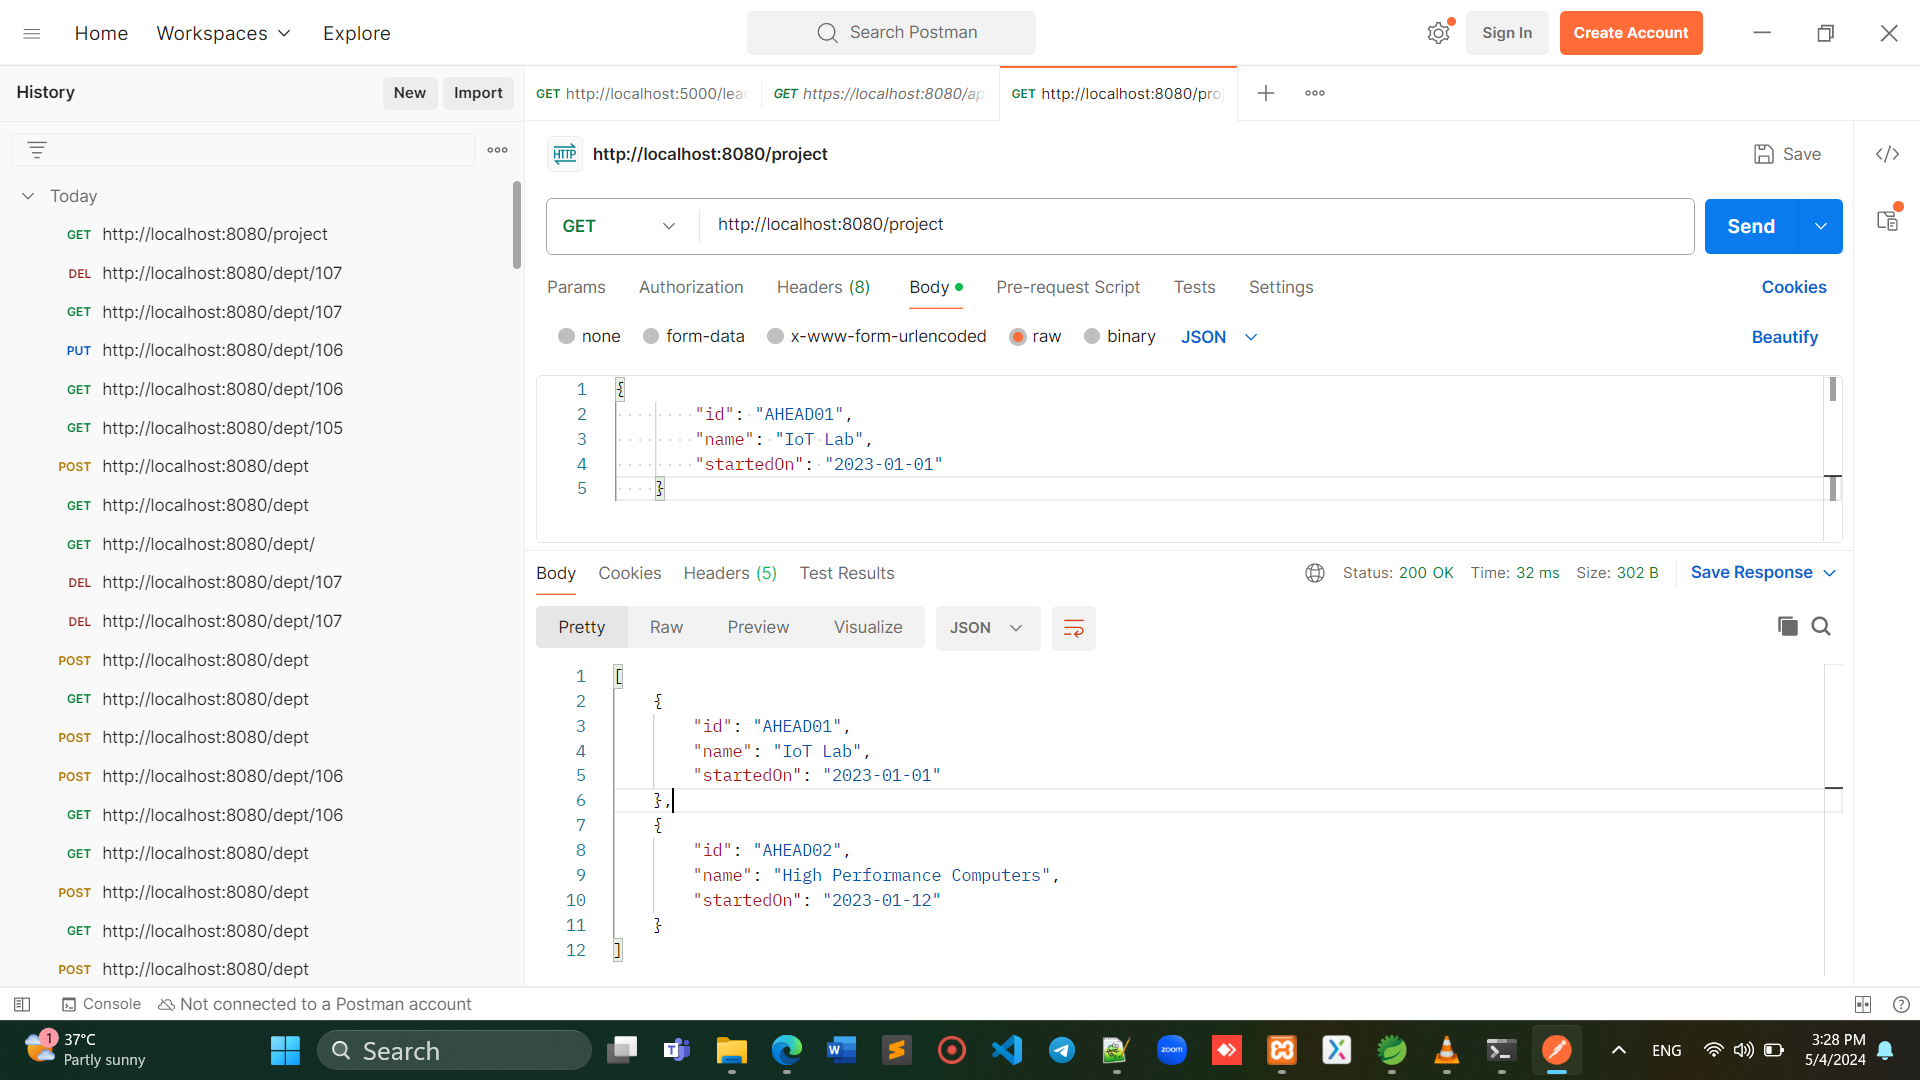 Home
Workspaces
Explore
Search Postman
Sign In
Create Account
History
New
Import
GET http://localhost:5000/lea
GET https://localhost:8080/ap
GET http://localhost:8080/pro
HTTP
http://localhost:8080/project
Save
Today
GET http://localhost:8080/project
DEL http://localhost:8080/dept/107
GET http://localhost:8080/dept/107
PUT http://localhost:8080/dept/106
GET http://localhost:8080/dept/106
GET http://localhost:8080/dept/105
POST http://localhost:8080/dept
GET http://localhost:8080/dept
GET http://localhost:8080/dept/
DEL http://localhost:8080/dept/107
DEL http://localhost:8080/dept/107
POST http://localhost:8080/dept
GET http://localhost:8080/dept
POST http://localhost:8080/dept
POST http://localhost:8080/dept/106
GET http://localhost:8080/dept/106
GET http://localhost:8080/dept
POST http://localhost:8080/dept
GET http://localhost:8080/dept
POST http://localhost:8080/dept
GET http://localhost:8080/project
Send
Params Authorization Headers (8) Body Pre-request Script Tests Settings Cookies
none form-data x-www-form-urlencoded raw binary JSON Beautify
1 {
2 "id": "AHEAD01",
3 "name": "IoT Lab",
4 "startedOn": "2023-01-01"
5 }
Body Cookies Headers (5) Test Results Status: 200 OK Time: 32 ms Size: 302 B Save Response
Pretty Raw Preview Visualize JSON
1 [
2 {
3 "id": "AHEAD01",
4 "name": "IoT Lab",
5 "startedOn": "2023-01-01"
6 },
7 {
8 "id": "AHEAD02",
9 "name": "High Performance Computers",
10 "startedOn": "2023-01-12"
11 }
12 ]
Console Not connected to a Postman account
1
37°C
Partly sunny
Search
zoom
ENG
3:28 PM
5/4/2024